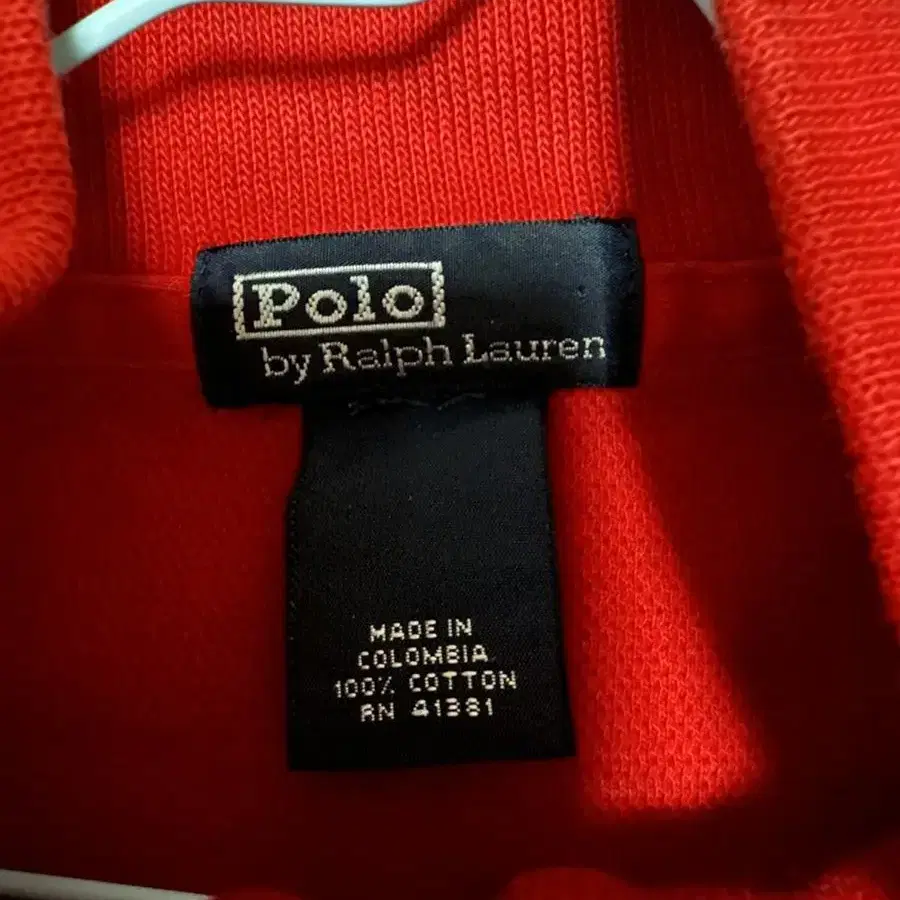 Polo
by Ralph Lauren
MADE IN
COLOMBIA
100% COTTON
RN 41381